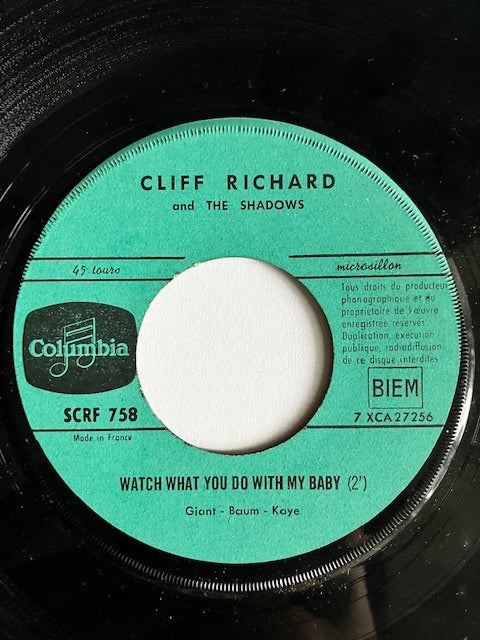 CLIFF RICHARD
and THE SHADOWS
45 tours
microsillon
Tous droits du producteur
phonographique et du
propriétaire de l'œuvre
enregistrée réservés
Duplication, exécution
publique, radiodiffusion
de ce disque interdites
Columbia
BIEM
SCRF 758
7 XCA 27256
Made in France
WATCH WHAT YOU DO WITH MY BABY (2')
Giant - Baum - Kaye